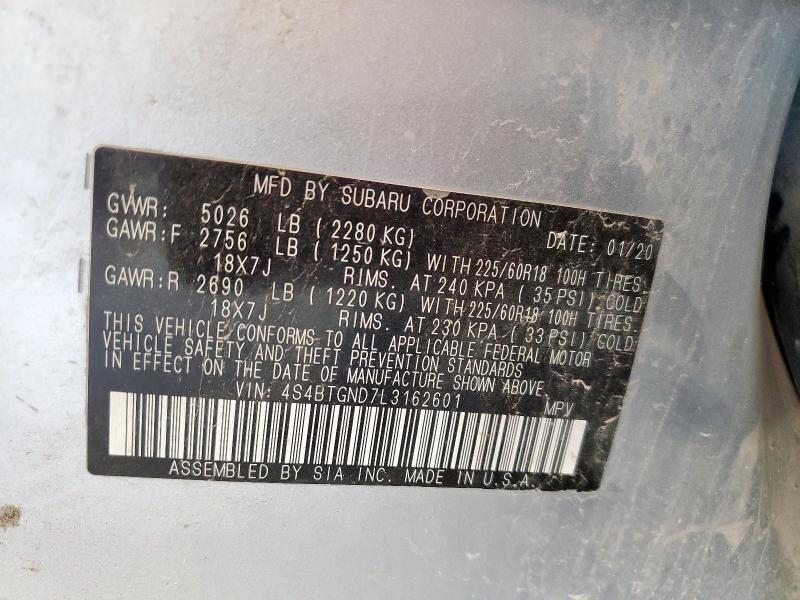 MFD BY SUBARU CORPORATION
GVWR: 5026 LB ( 2280 KG) DATE: 01/20
GAWR:F 2756 LB ( 1250 KG) WITH 225/60R18 100H TIRES.
18X7J RIMS. AT 240 KPA ( 35 PSI) COLD
GAWR:R 2690 LB ( 1220 KG) WITH 225/60R18 100H TIRES.
18X7J RIMS. AT 230 KPA ( 33 PSI) COLD
THIS VEHICLE CONFORMS TO ALL APPLICABLE FEDERAL MOTOR
VEHICLE SAFETY AND THEFT PREVENTION STANDARDS
IN EFFECT ON THE DATE OF MANUFACTURE SHOWN ABOVE.
VIN: 4S4BTGND7L3162601 MPV
ASSEMBLED BY SIA INC. MADE IN U.S.A.